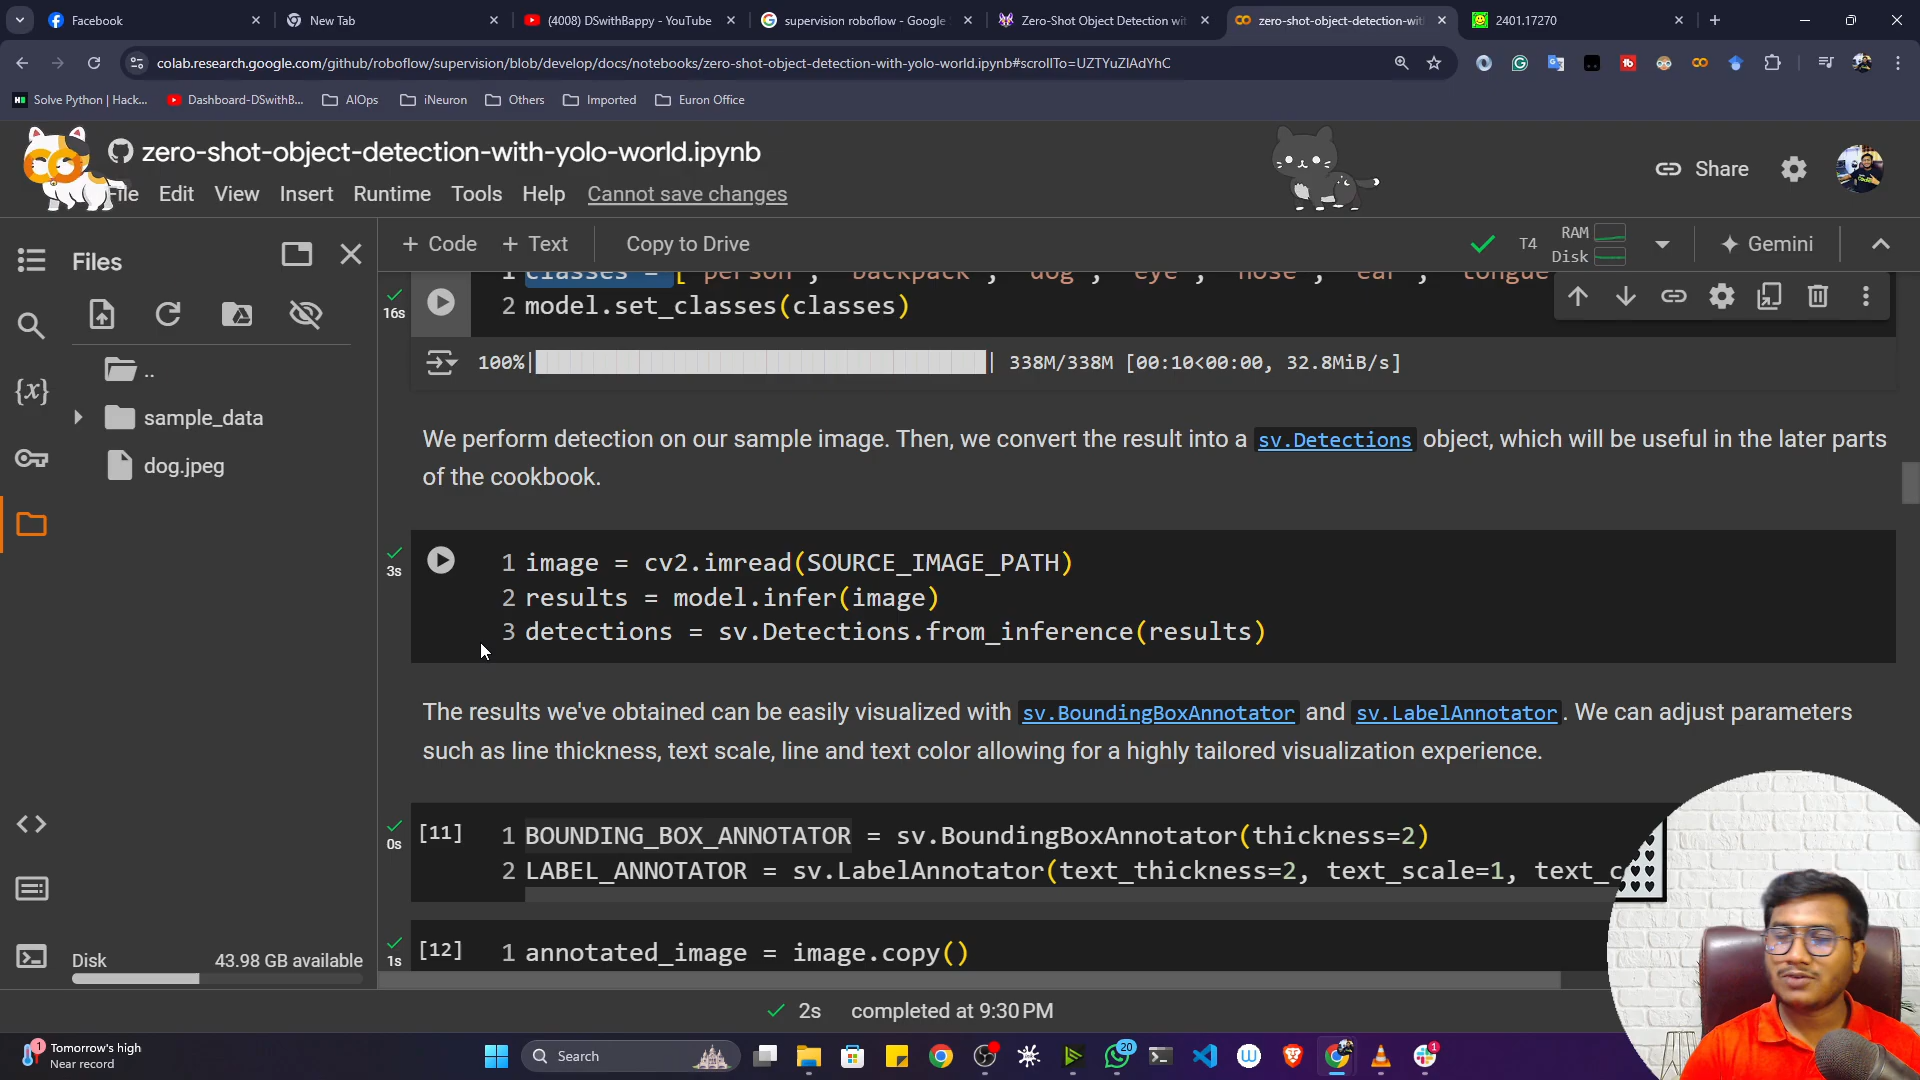 Facebook
New Tab
(4008) DSwithBappy - YouTube
supervision roboflow - Google
Zero-Shot Object Detection wit
zero-shot-object-detection-with
2401.17270
colab.research.google.com/github/roboflow/supervision/blob/develop/docs/notebooks/zero-shot-object-detection-with-yolo-world.ipynb#scrollTo=UZTYuZlAdYhC
Solve Python | Hack...
Dashboard-DSwithB...
AIOps
iNeuron
Others
Imported
Euron Office
zero-shot-object-detection-with-yolo-world.ipynb
File Edit View Insert Runtime Tools Help Cannot save changes
Share
Files
+ Code + Text Copy to Drive
T4
RAM
Disk
Gemini
..
sample_data
dog.jpeg
Disk 43.98 GB available
16s
1 classes = ["person", "backpack", "dog", "eye", "nose", "ear", "tongue"
2 model.set_classes(classes)
100%| | 338M/338M [00:10<00:00, 32.8MiB/s]
We perform detection on our sample image. Then, we convert the result into a sv.Detections object, which will be useful in the later parts
of the cookbook.
3s
1 image = cv2.imread(SOURCE_IMAGE_PATH)
2 results = model.infer(image)
3 detections = sv.Detections.from_inference(results)
The results we've obtained can be easily visualized with sv.BoundingBoxAnnotator and sv.LabelAnnotator. We can adjust parameters
such as line thickness, text scale, line and text color allowing for a highly tailored visualization experience.
0s
[11]
1 BOUNDING_BOX_ANNOTATOR = sv.BoundingBoxAnnotator(thickness=2)
2 LABEL_ANNOTATOR = sv.LabelAnnotator(text_thickness=2, text_scale=1, text_c
1s
[12]
1 annotated_image = image.copy()
2s completed at 9:30 PM
1
Tomorrow's high
Near record
Search
20
1